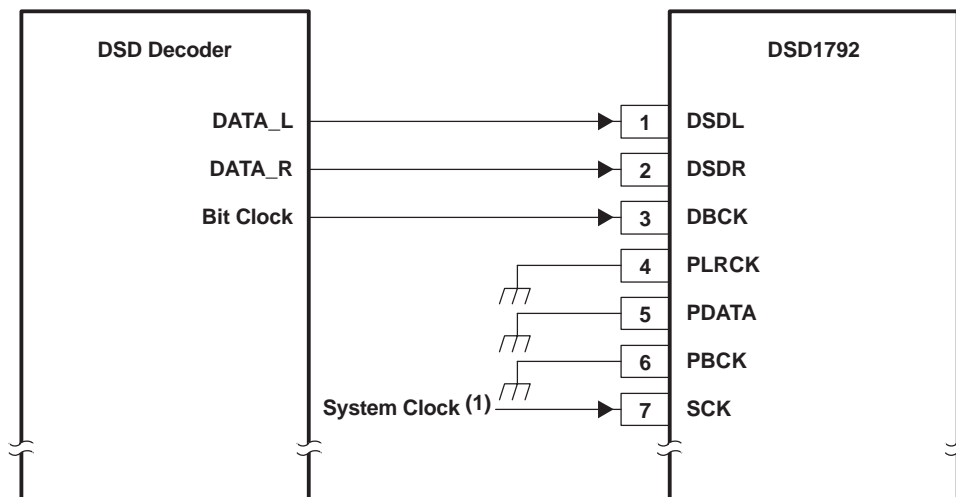 DSD Decoder
DSD1792
DATA_L
1
DSDL
DATA_R
2
DSDR
Bit Clock
3
DBCK
4
PLRCK
5
PDATA
6
PBCK
System Clock (1)
7
SCK